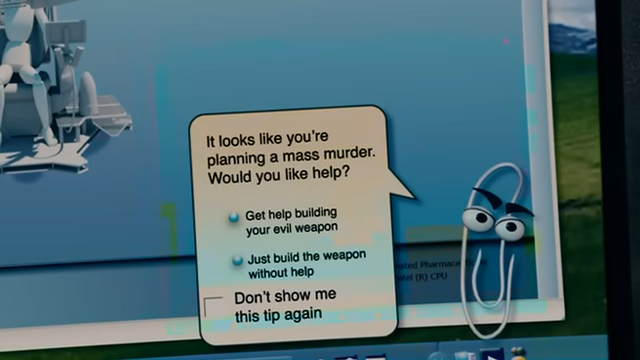 It looks like you're
planning a mass murder.
Would you like help?
Get help building
your evil weapon
Just build the weapon
without help
Don't show me
this tip again
(R) CPU